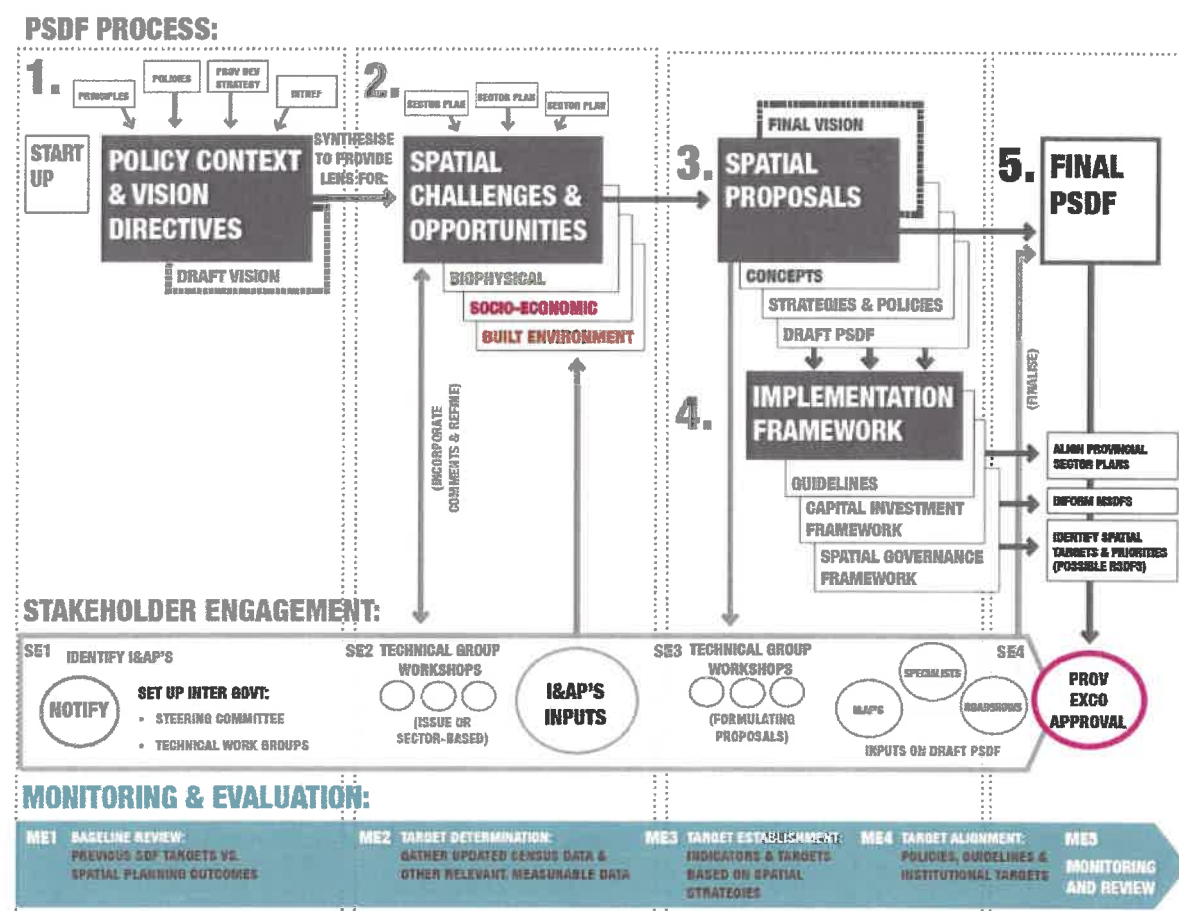 PSDF PROCESS:
1.
PRINCIPLES
POLICIES
PROV DEV
STRATEGY
START
UP
POLICY CONTEXT
& VISION
DIRECTIVES
DRAFT VISION
SYNTHESISE
TO PROVIDE
LENS FOR:
2.
SECTOR PLAN
SECTOR PLAN
SECTOR PLAN
SPATIAL
CHALLENGES &
OPPORTUNITIES
BIOPHYSICAL
SOCIO-ECONOMIC
BUILT ENVIRONMENT
(INCORPORATE
COMMENTS & REFINE)
3.
FINAL VISION
SPATIAL
PROPOSALS
CONCEPTS
STRATEGIES & POLICIES
DRAFT PSDF
4.
IMPLEMENTATION
FRAMEWORK
GUIDELINES
CAPITAL INVESTMENT
FRAMEWORK
SPATIAL GOVERNANCE
FRAMEWORK
(FINALISE)
5.
FINAL
PSDF
ALIGN PROVINCIAL
SECTOR PLANS
INFORM MSDFS
IDENTIFY SPATIAL
TARGETS & PRIORITIES
(POSSIBLE RSDFS)
STAKEHOLDER ENGAGEMENT:
SE1 IDENTIFY I&AP'S
NOTIFY
SET UP INTER GOVT:
• STEERING COMMITTEE
• TECHNICAL WORK GROUPS
SE2 TECHNICAL GROUP
WORKSHOPS
(ISSUE OR
SECTOR-BASED)
I&AP'S
INPUTS
SE3 TECHNICAL GROUP
WORKSHOPS
(FORMULATING
PROPOSALS)
SE4
SPECIALISTS
I&AP'S
ROADSHOWS
INPUTS ON DRAFT PSDF
PROV
EXCO
APPROVAL
MONITORING & EVALUATION:
ME1 BASELINE REVIEW:
PREVIOUS SDF TARGETS VS.
SPATIAL PLANNING OUTCOMES
ME2 TARGET DETERMINATION:
GATHER UPDATED CENSUS DATA &
OTHER RELEVANT, MEASURABLE DATA
ME3 TARGET ESTABLISHMENT:
INDICATORS & TARGETS
BASED ON SPATIAL
STRATEGIES
ME4 TARGET ALIGNMENT:
POLICIES, GUIDELINES &
INSTITUTIONAL TARGETS
ME5
MONITORING
AND REVIEW